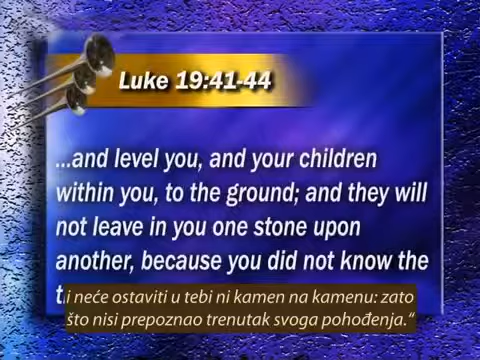 Luke 19:41-44
...and level you, and your children
within you, to the ground; and they will
not leave in you one stone upon
another, because you did not know the
i neće ostaviti u tebi ni kamen na kamenu: zato
što nisi prepoznao trenutak svoga pohođenja.“